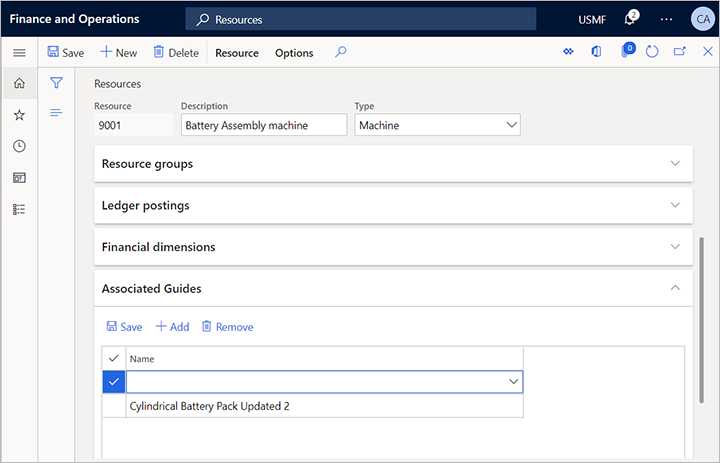 Finance and Operations
Resources
USMF
2
CA
Save
New
Delete
Resource
Options
0
Resources
Resource
Description
Type
9001
Battery Assembly machine
Machine
Resource groups
Ledger postings
Financial dimensions
Associated Guides
Save
Add
Remove
Name
Cylindrical Battery Pack Updated 2